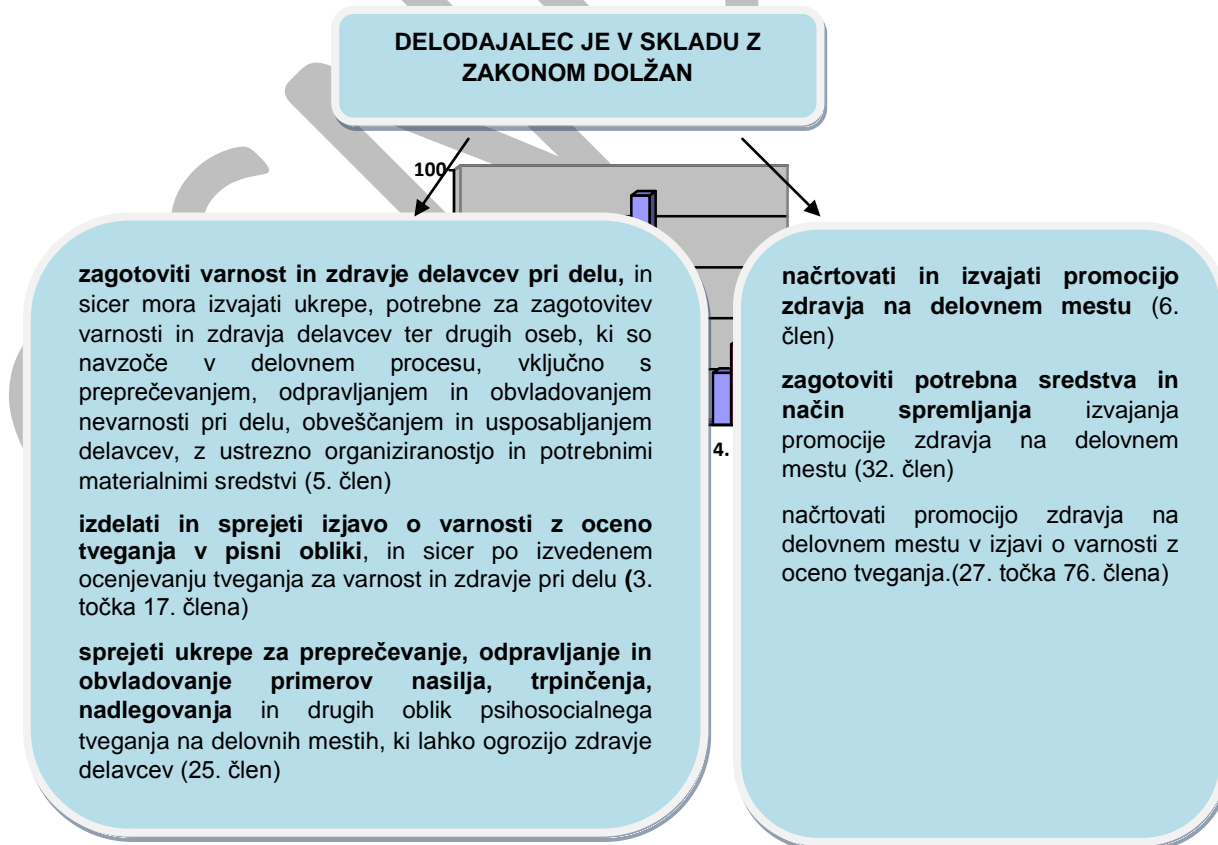 DELODAJALEC JE V SKLADU Z
ZAKONOM DOLŽAN
100
zagotoviti varnost in zdravje delavcev pri delu, in
sicer mora izvajati ukrepe, potrebne za zagotovitev
varnosti in zdravja delavcev ter drugih oseb, ki so
navzoče v delovnem procesu, vključno s
preprečevanjem, odpravljanjem in obvladovanjem
nevarnosti pri delu, obveščanjem in usposabljanjem
delavcev, z ustrezno organiziranostjo in potrebnimi
materialnimi sredstvi (5. člen)
izdelati in sprejeti izjavo o varnosti z oceno
tveganja v pisni obliki, in sicer po izvedenem
ocenjevanju tveganja za varnost in zdravje pri delu (3.
točka 17. člena)
sprejeti ukrepe za preprečevanje, odpravljanje in
obvladovanje primerov nasilja, trpinčenja,
nadlegovanja in drugih oblik psihosocialnega
tveganja na delovnih mestih, ki lahko ogrozijo zdravje
delavcev (25. člen)
4.
načrtovati in izvajati promocijo
zdravja na delovnem mestu (6.
člen)
zagotoviti potrebna sredstva in
način spremljanja izvajanja
promocije zdravja na delovnem
mestu (32. člen)
načrtovati promocijo zdravja na
delovnem mestu v izjavi o varnosti z
oceno tveganja.(27. točka 76. člena)